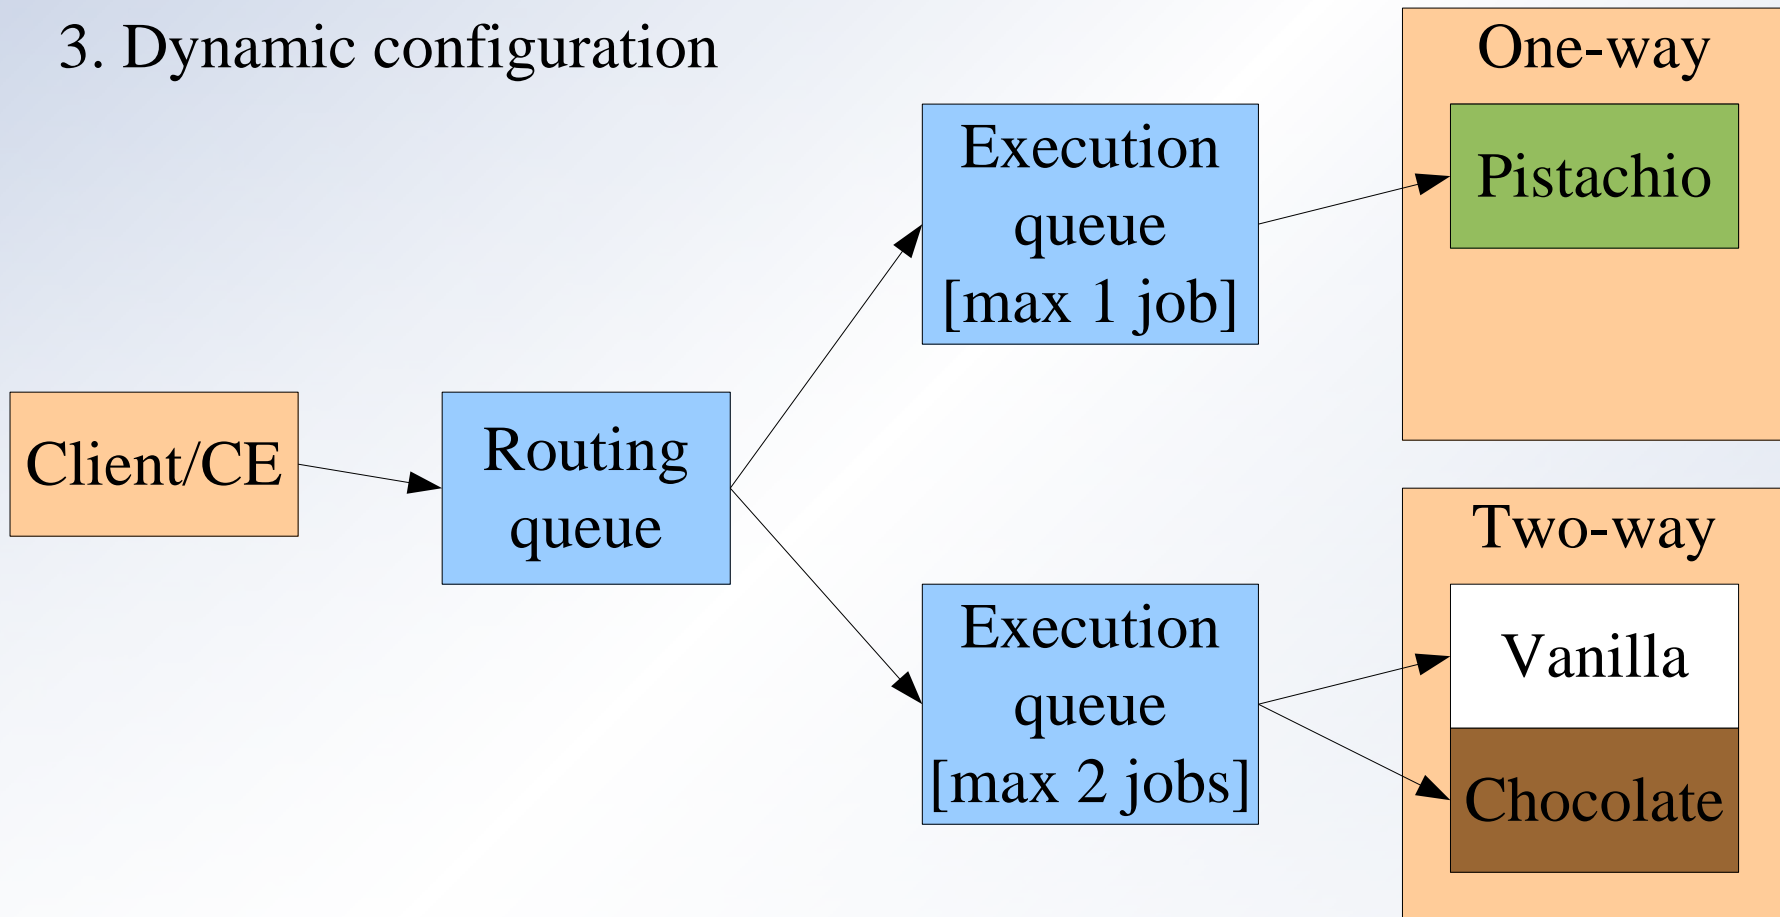 3. Dynamic configuration
One-way
Pistachio
Execution
queue
[max 1 job]
Client/CE
Routing
queue
Two-way
Vanilla
Chocolate
Execution
queue
[max 2 jobs]